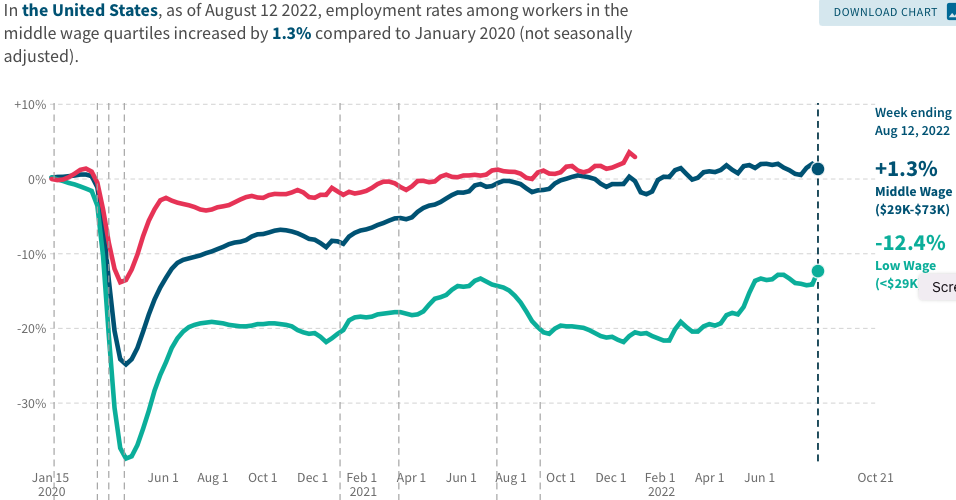 In the United States, as of August 12 2022, employment rates among workers in the
middle wage quartiles increased by 1.3% compared to January 2020 (not seasonally
adjusted).
DOWNLOAD CHART
+10%
0%
-10%
-20%
-30%
Week ending
Aug 12, 2022
+1.3%
Middle Wage
($29K-$73K)
-12.4%
Low Wage
(<$29K
Scre
Jan 15 Jun 1 Aug 1 Oct 1 Dec 1 Feb 1 Apr 1 Jun 1 Aug 1 Oct 1 Dec 1 Feb 1 Apr 1 Jun 1 Oct 21
2020 2021 2022